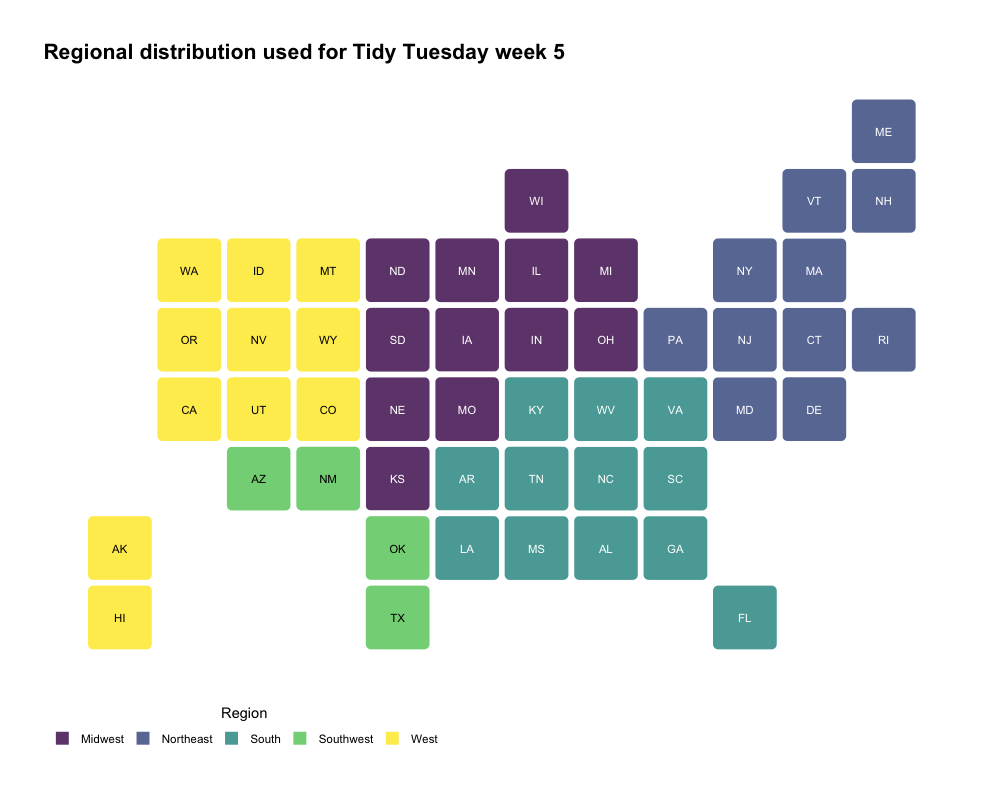 Regional distribution used for Tidy Tuesday week 5
ME
WI VT NH
WA ID MT ND MN IL MI NY MA
OR NV WY SD IA IN OH PA NJ CT RI
CA UT CO NE MO KY WV VA MD DE
AZ NM KS AR TN NC SC
AK OK LA MS AL GA
HI TX FL
Region
Midwest Northeast South Southwest West